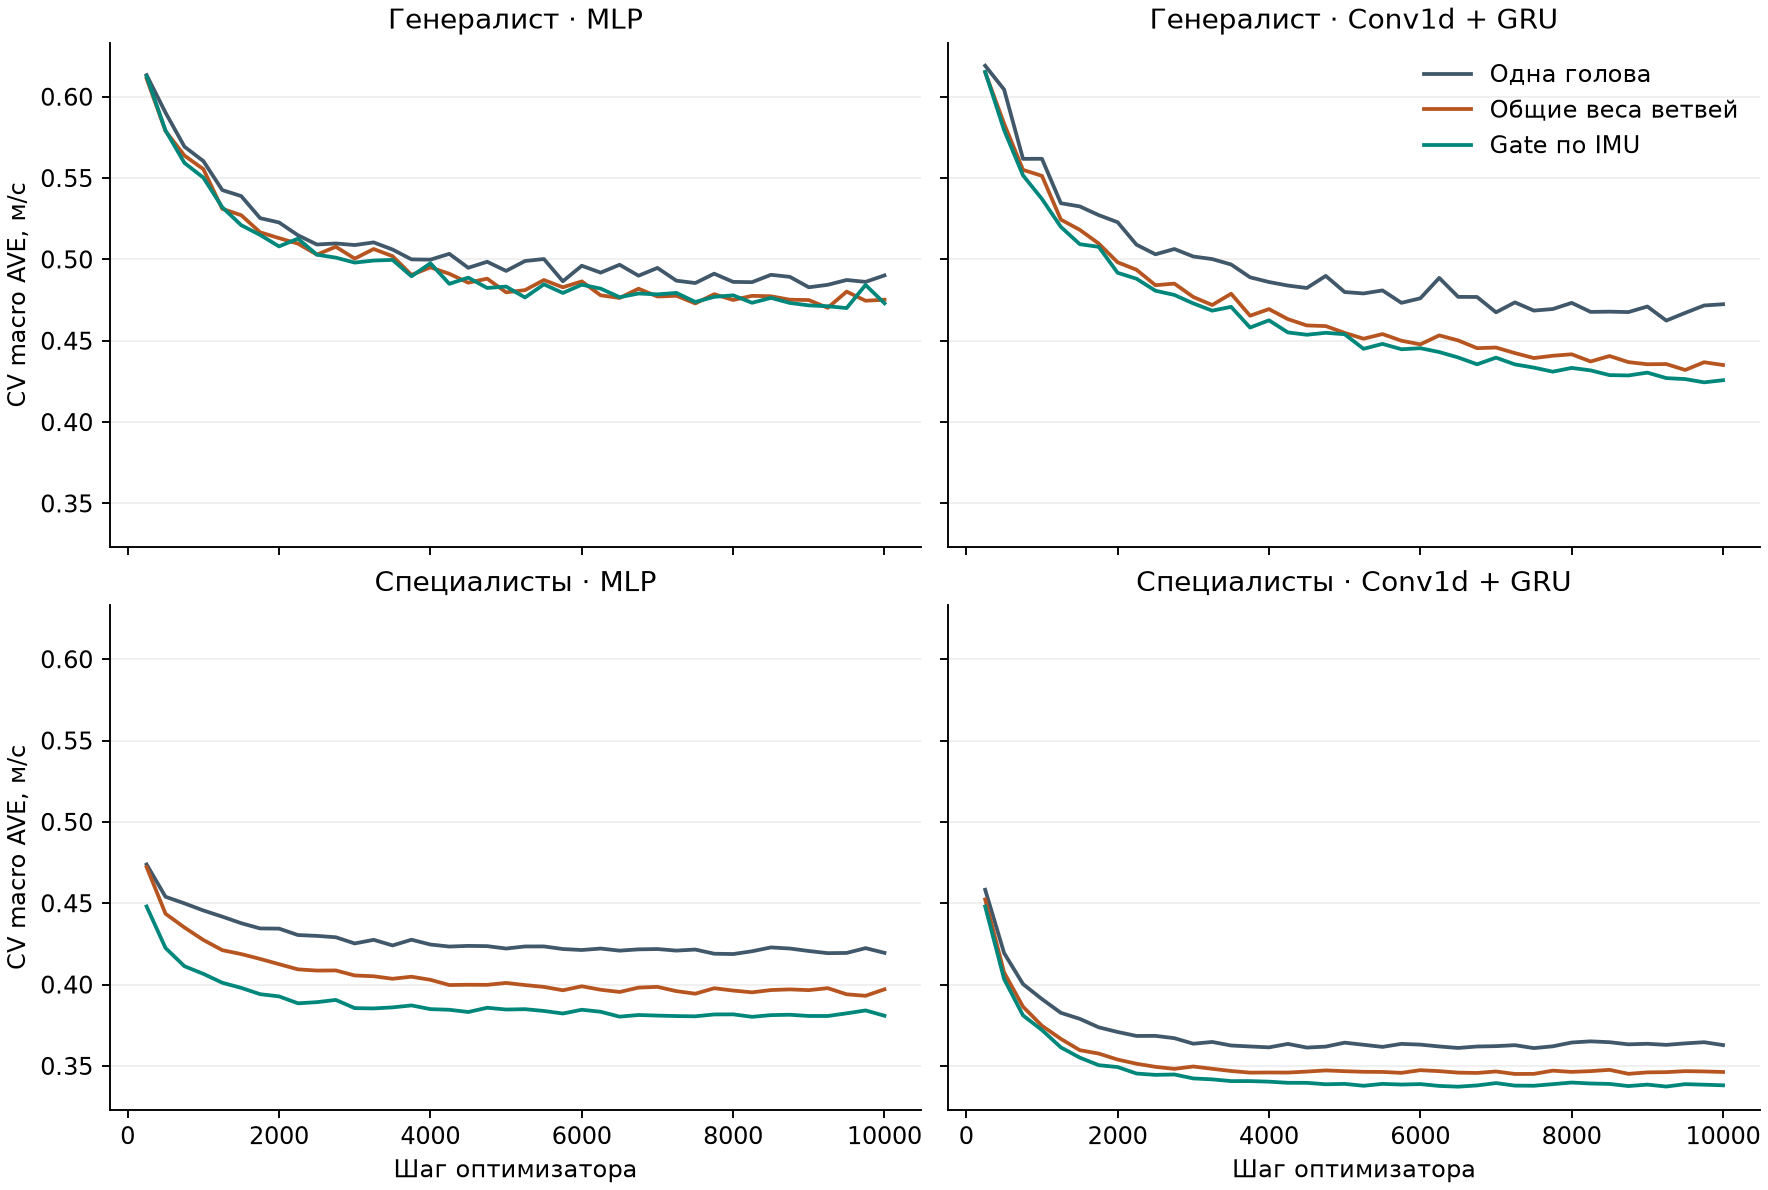 Генералист · MLP
Генералист · Conv1d + GRU
CV macro AVE, м/с
0.60
0.55
0.50
0.45
0.40
0.35
Одна голова
Общие веса ветвей
Gate по IMU
Специалисты · MLP
Специалисты · Conv1d + GRU
CV macro AVE, м/с
0.60
0.55
0.50
0.45
0.40
0.35
0 2000 4000 6000 8000 10000
0 2000 4000 6000 8000 10000
Шаг оптимизатора
Шаг оптимизатора